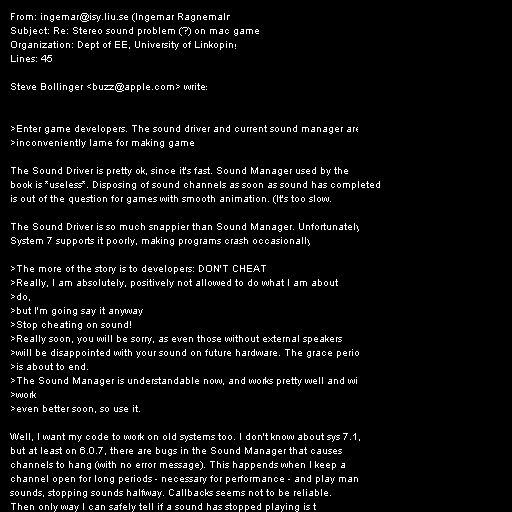 From: ingemar@isy.liu.se (Ingemar Ragnemalm
Subject: Re: Stereo sound problem (?) on mac game
Organization: Dept of EE, University of Linkoping
Lines: 45
Steve Bollinger <buzz@apple.com> write:
>Enter game developers. The sound driver and current sound manager are
>inconveniently lame for making game
The Sound Driver is pretty ok, since it's fast. Sound Manager used by the
book is *useless*. Disposing of sound channels as soon as sound has completed
is out of the question for games with smooth animation. (It's too slow.
The Sound Driver is so much snappier than Sound Manager. Unfortunately
System 7 supports it poorly, making programs crash occasionally
>The more of the story is to developers: DON'T CHEAT
>Really, I am absolutely, positively not allowed to do what I am about
>do,
>but I'm going say it anyway
>Stop cheating on sound!
>Really soon, you will be sorry, as even those without external speakers
>will be disappointed with your sound on future hardware. The grace perio
>is about to end.
>The Sound Manager is understandable now, and works pretty well and wi
>work
>even better soon, so use it.
Well, I want my code to work on old systems too. I don't know about sys 7.1,
but at least on 6.0.7, there are bugs in the Sound Manager that causes
channels to hang (with no error message). This happends when I keep a
channel open for long periods - necessary for performance - and play man
sounds, stopping sounds halfway. Callbacks seems not to be reliable.
Then only way I can safely tell if a sound has stopped playing is t